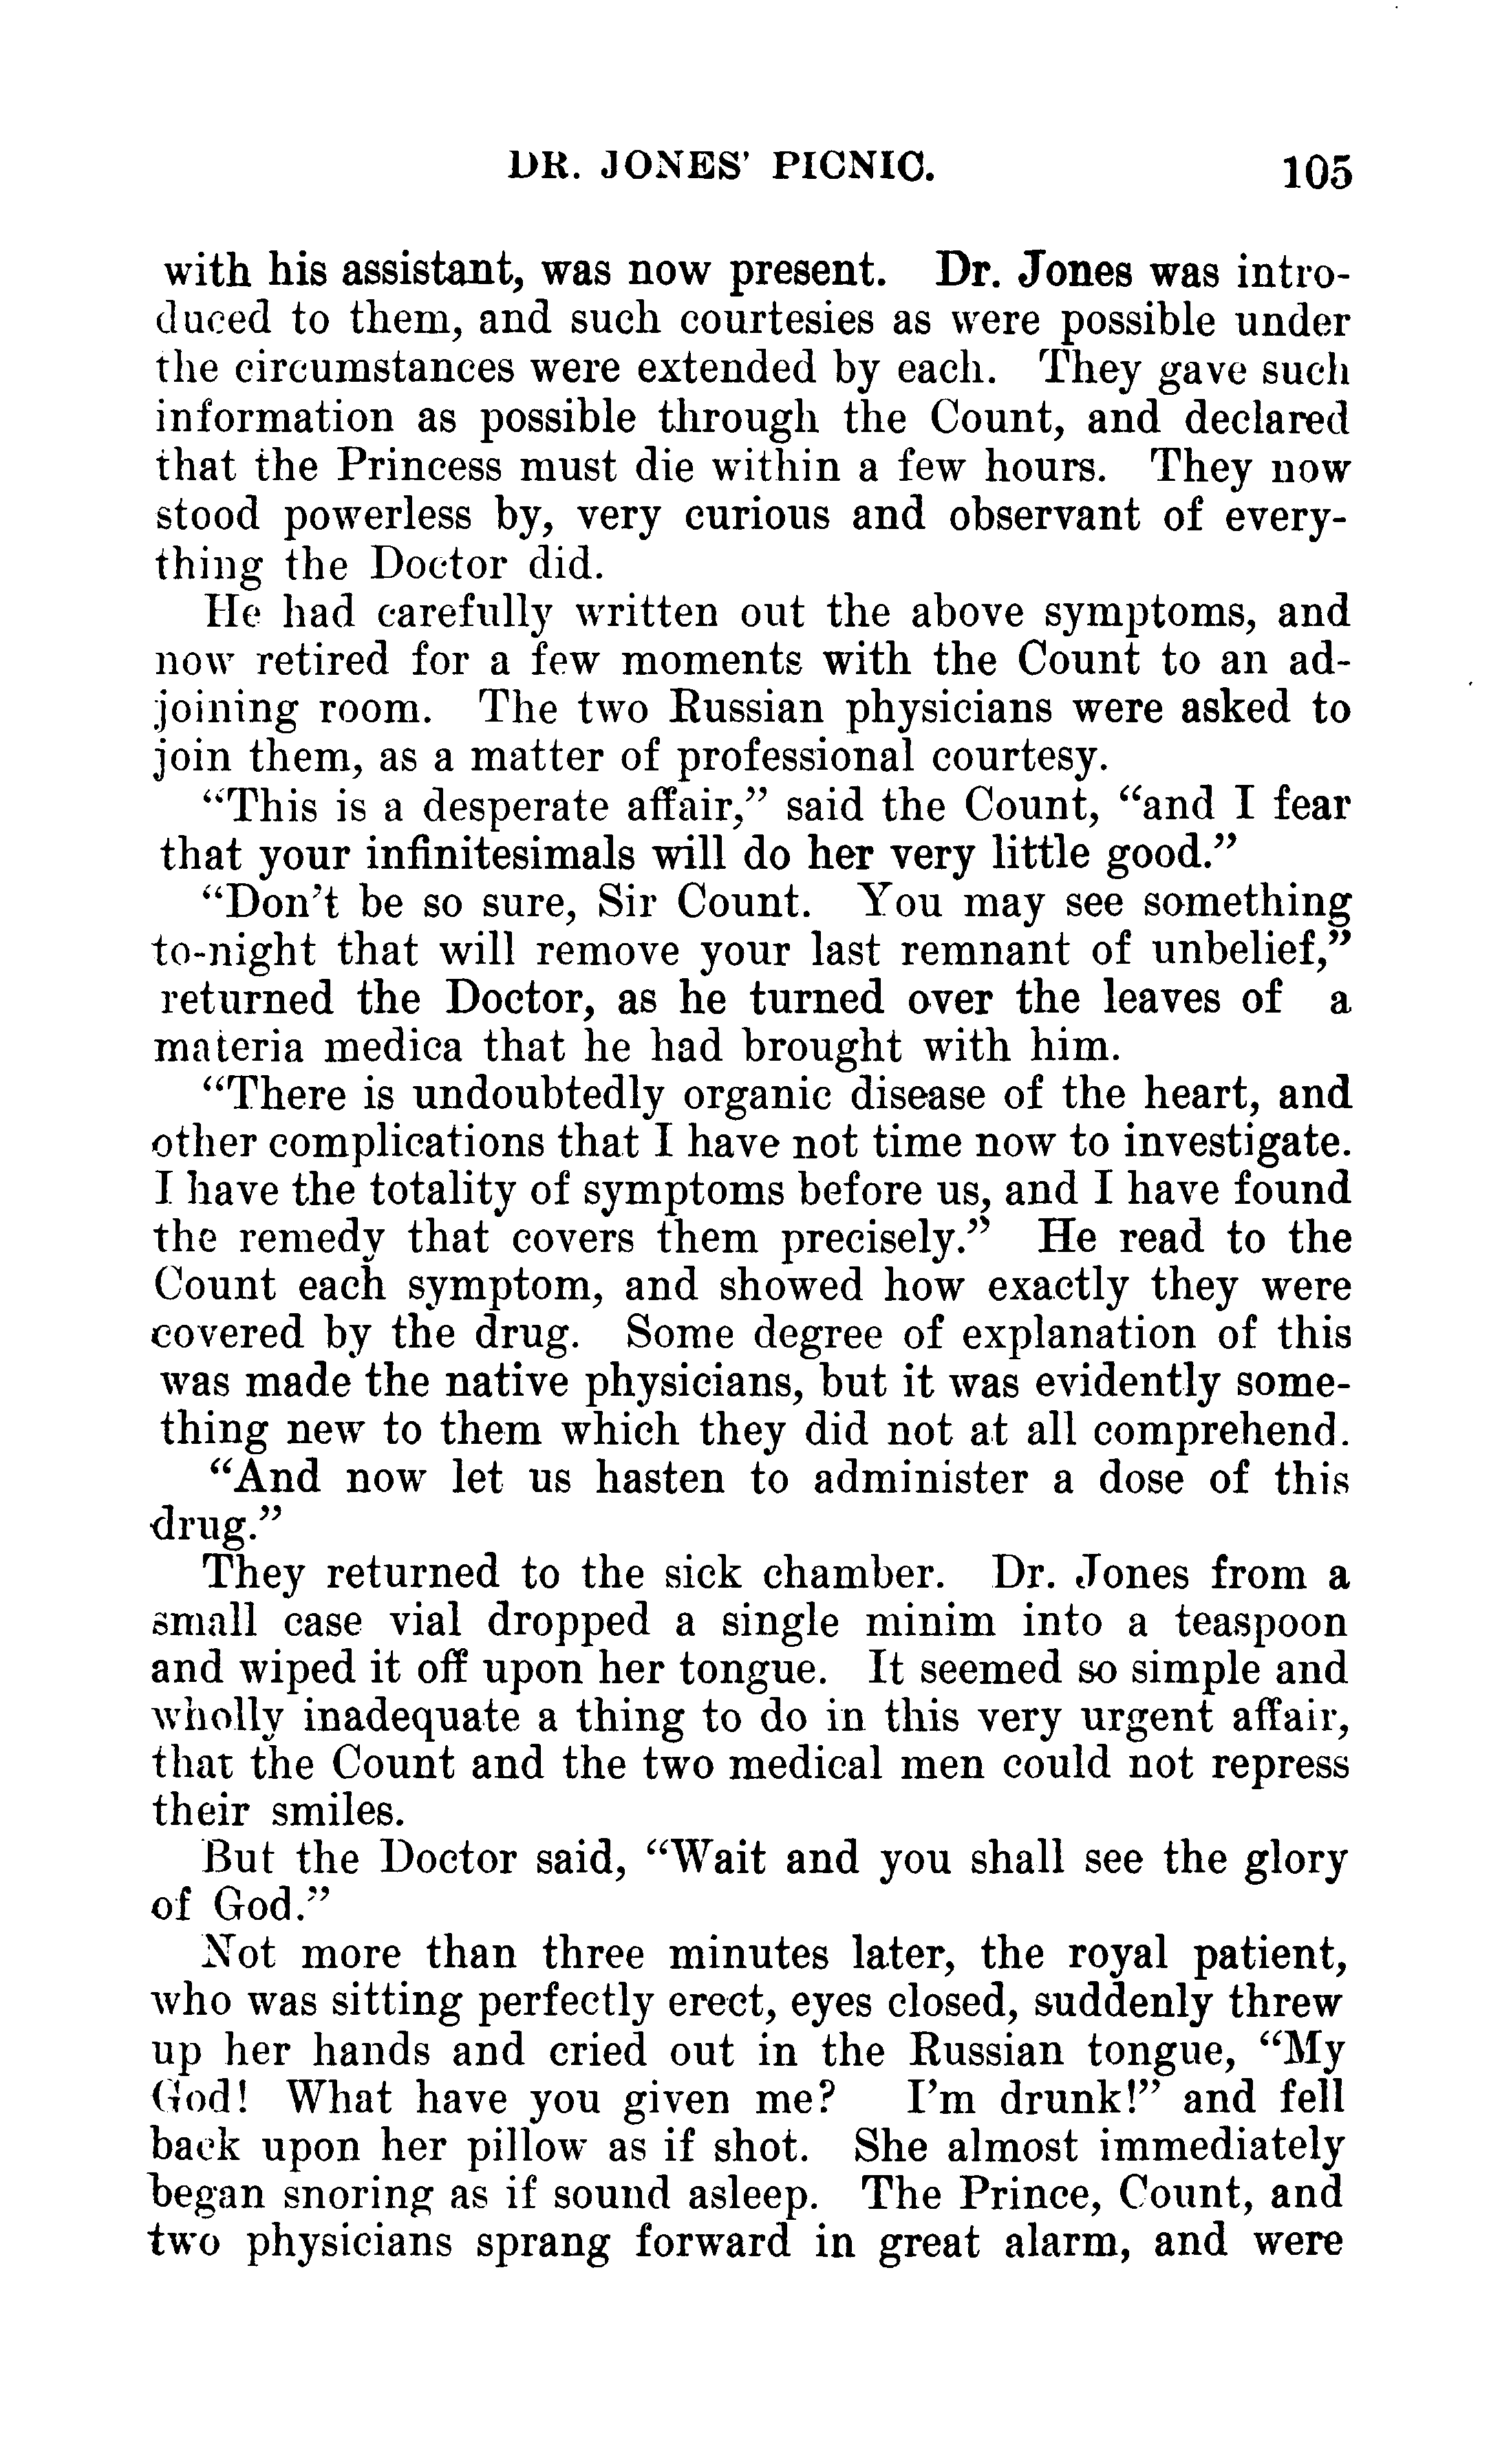 DR. JONES' PICNIC. 105
with his assistant, was now present. Dr. Jones was intro-
duced to them, and such courtesies as were possible under
the circumstances were extended by each. They gave such
information as possible through the Count, and declared
that the Princess must die within a few hours. They now
stood powerless by, very curious and observant of every-
thing the Doctor did.
He had carefully written out the above symptoms, and
now retired for a few moments with the Count to an ad-
joining room. The two Russian physicians were asked to
join them, as a matter of professional courtesy.
"This is a desperate affair," said the Count, "and I fear
that your infinitesimals will do her very little good."
"Don't be so sure, Sir Count. You may see something
to-night that will remove your last remnant of unbelief,"
returned the Doctor, as he turned over the leaves of a
materia medica that he had brought with him.
"There is undoubtedly organic disease of the heart, and
other complications that I have not time now to investigate.
I have the totality of symptoms before us, and I have found
the remedy that covers them precisely." He read to the
Count each symptom, and showed how exactly they were
covered by the drug. Some degree of explanation of this
was made the native physicians, but it was evidently some-
thing new to them which they did not at all comprehend.
"And now let us hasten to administer a dose of this
drug."
They returned to the sick chamber. Dr. Jones from a
small case vial dropped a single minim into a teaspoon
and wiped it off upon her tongue. It seemed so simple and
wholly inadequate a thing to do in this very urgent affair,
that the Count and the two medical men could not repress
their smiles.
But the Doctor said, "Wait and you shall see the glory
of God."
Not more than three minutes later, the royal patient,
who was sitting perfectly erect, eyes closed, suddenly threw
up her hands and cried out in the Russian tongue, "My
God! What have you given me? I'm drunk!" and fell
back upon her pillow as if shot. She almost immediately
began snoring as if sound asleep. The Prince, Count, and
two physicians sprang forward in great alarm, and were